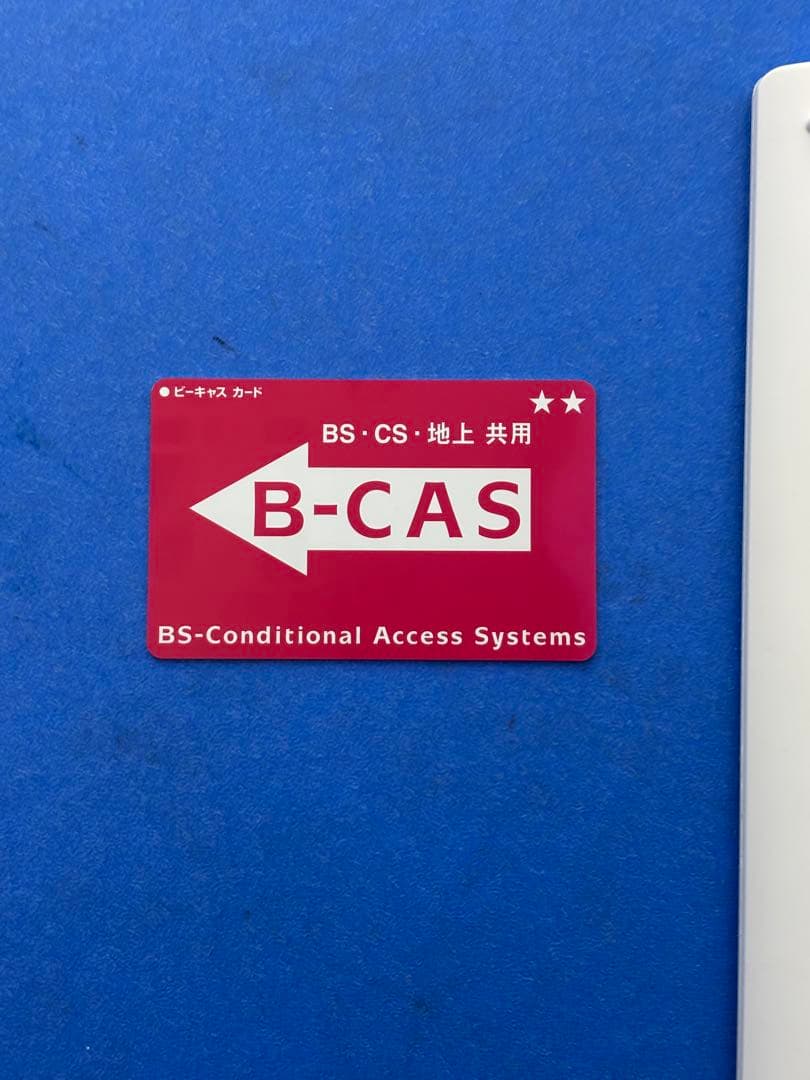 ● ビーキャス カード
★★
BS・CS・地上 共用
B-CAS
BS-Conditional Access Systems